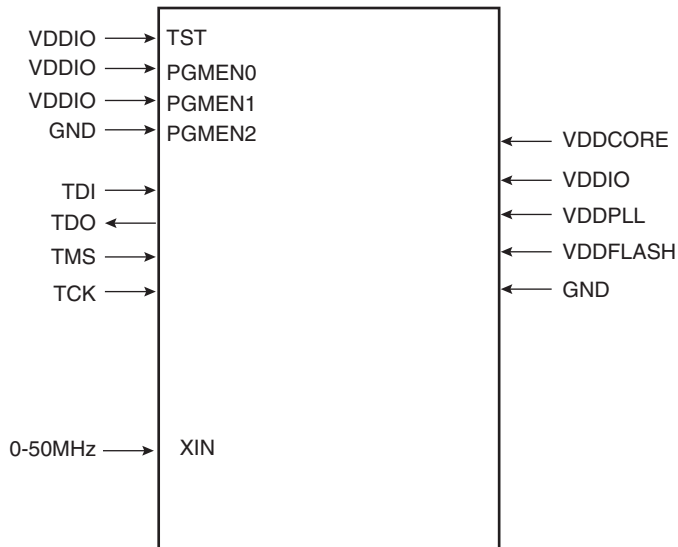 VDDIO TST
VDDIO PGMEN0
VDDIO PGMEN1
GND PGMEN2
VDDCORE
TDI VDDIO
TDO VDDPLL
TMS VDDFLASH
TCK GND
0-50MHz XIN